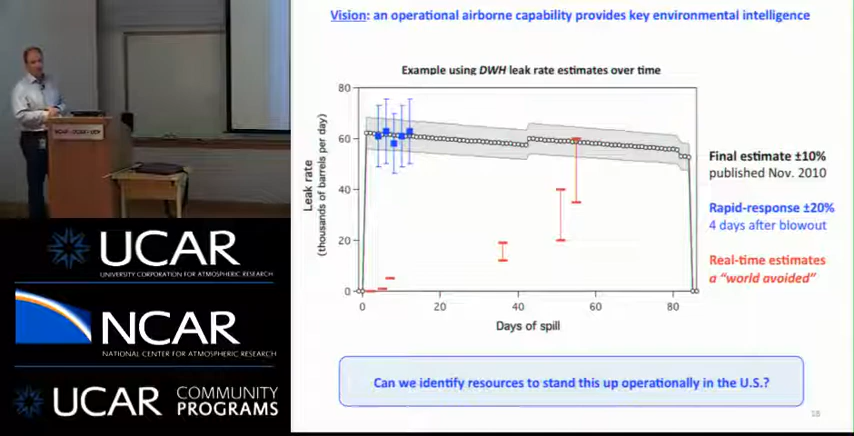 Vision: an operational airborne capability provides key environmental intelligence
Example using DWH leak rate estimates over time
Leak rate
(thousands of barrels per day)
80
60
40
20
0
0
20
40
60
80
Days of spill
Final estimate ±10%
published Nov. 2010
Rapid-response ±20%
4 days after blowout
Real-time estimates
a "world avoided"
Can we identify resources to stand this up operationally in the U.S.?
18
NCAR · UCAR · UCP
UCAR
UNIVERSITY CORPORATION FOR ATMOSPHERIC RESEARCH
NCAR
NATIONAL CENTER FOR ATMOSPHERIC RESEARCH
UCAR
COMMUNITY
PROGRAMS